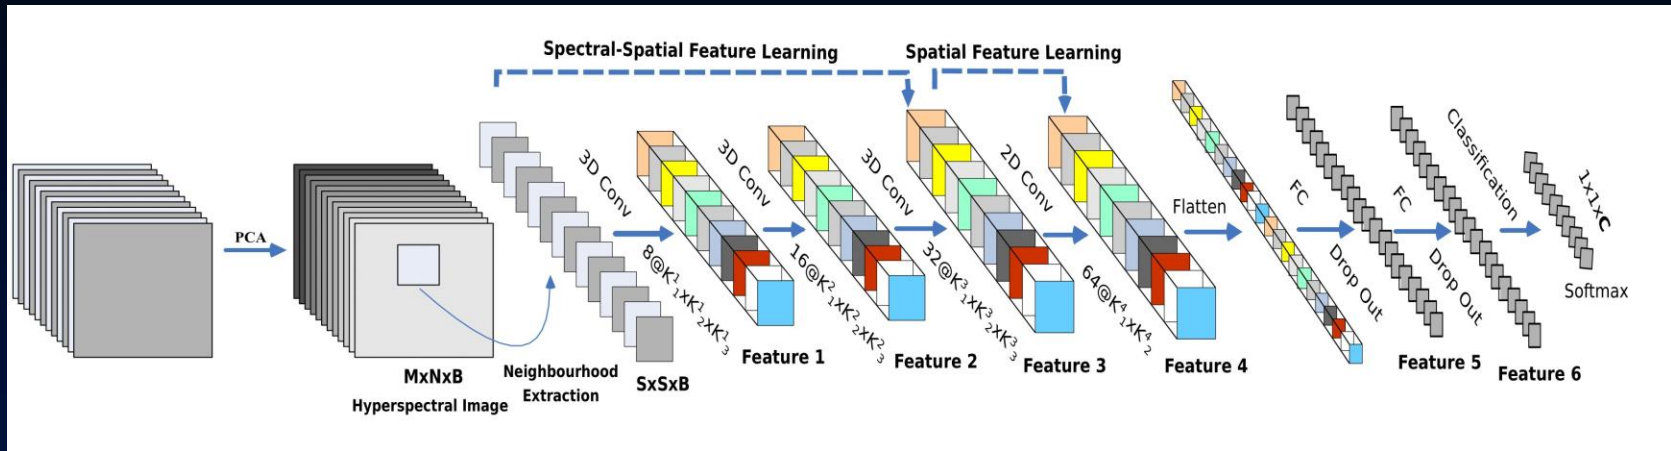 Spectral-Spatial Feature Learning
Spatial Feature Learning
PCA
MxNxB
Hyperspectral Image
Neighbourhood
Extraction
SxSxB
3D Conv
8@K¹₁xK¹₂xK¹₃
Feature 1
3D Conv
16@K²₁xK²₂xK²₃
Feature 2
3D Conv
32@K³₁xK³₂xK³₃
Feature 3
2D Conv
64@K⁴₁xK⁴₂
Feature 4
Flatten
FC
Drop Out
Feature 5
FC
Drop Out
Feature 6
Classification
1x1xC
Softmax